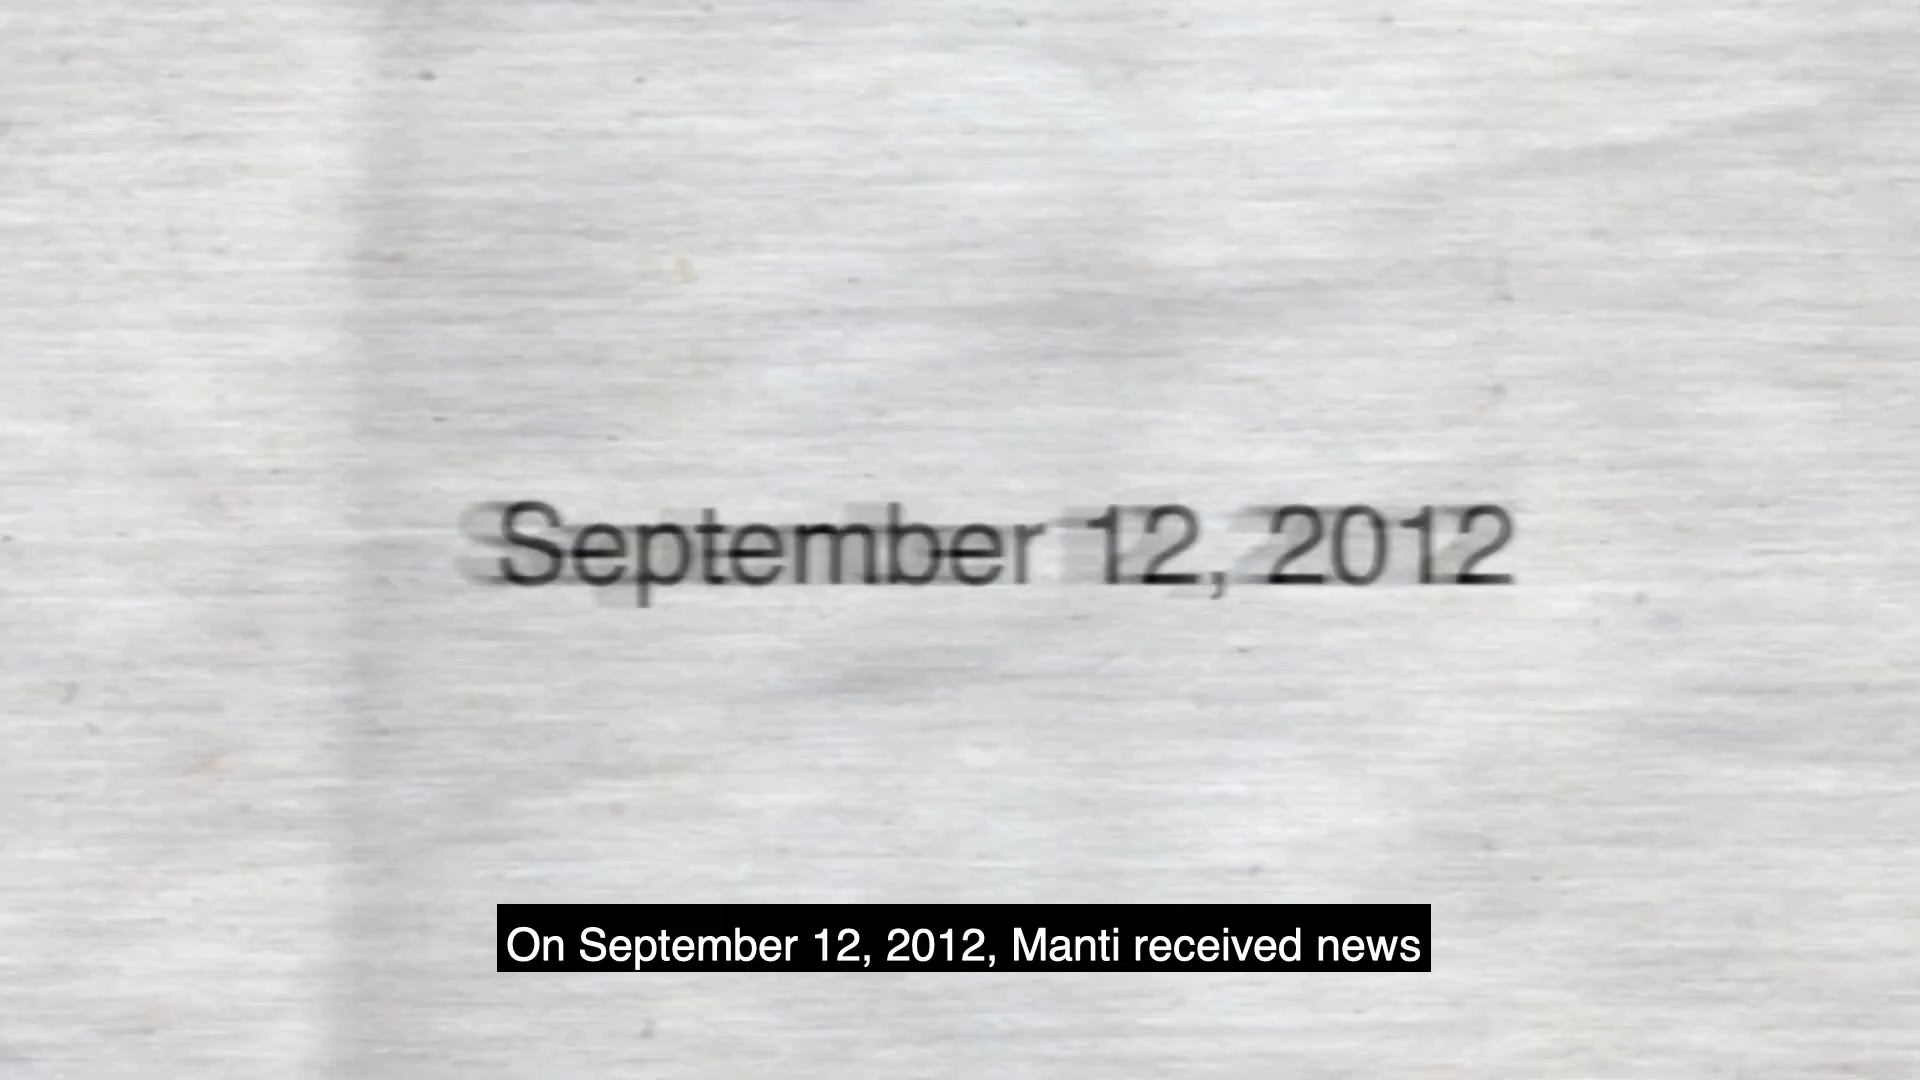 September 12, 2012
On September 12, 2012, Manti received news